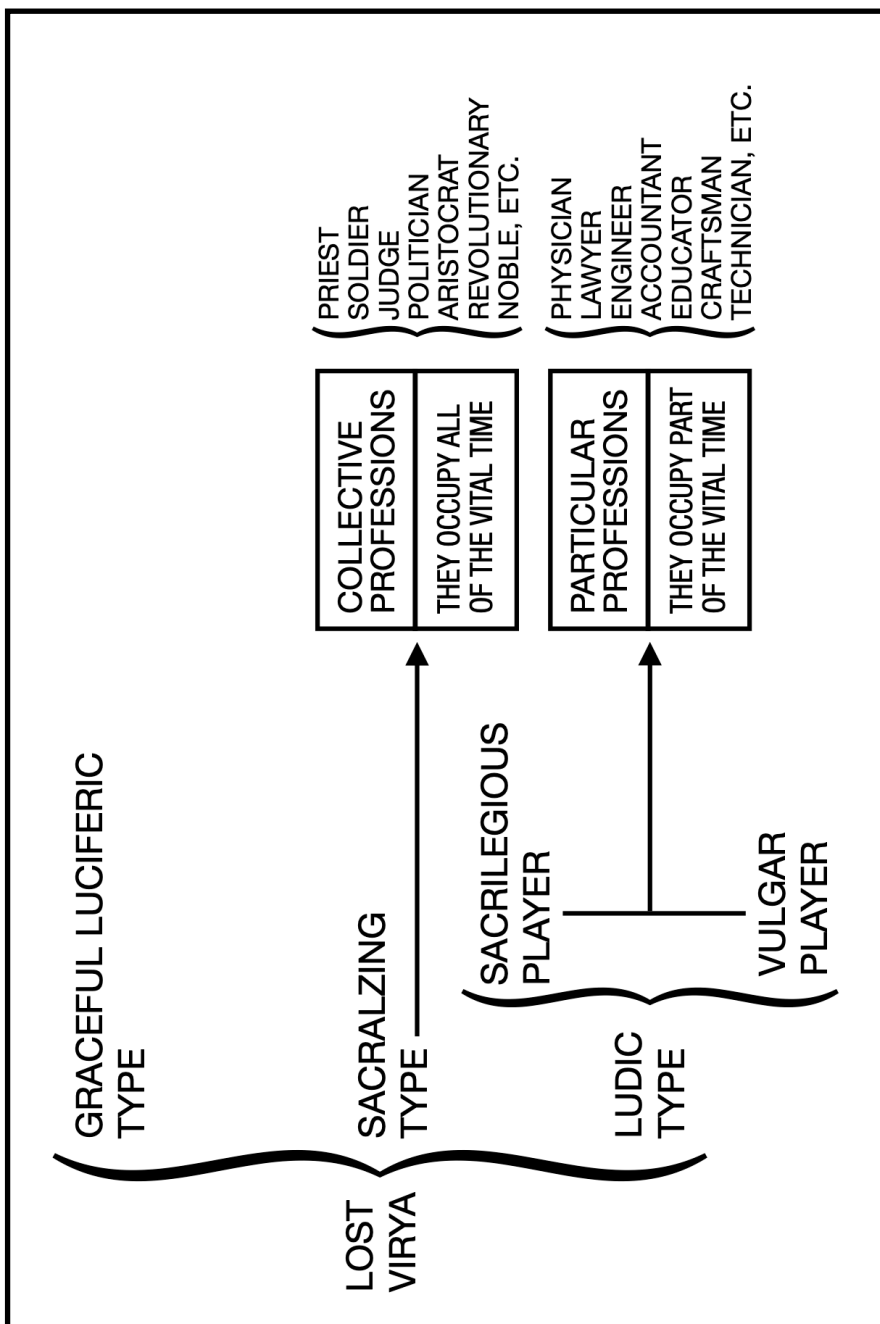 LOST
VIRYA
GRACEFUL LUCIFERIC
TYPE
SACRALZING
TYPE
COLLECTIVE
PROFESSIONS
THEY OCCUPY ALL
OF THE VITAL TIME
PRIEST
SOLDIER
JUDGE
POLITICIAN
ARISTOCRAT
REVOLUTIONARY
NOBLE, ETC.
LUDIC
TYPE
SACRILEGIOUS
PLAYER
VULGAR
PLAYER
PARTICULAR
PROFESSIONS
THEY OCCUPY PART
OF THE VITAL TIME
PHYSICIAN
LAWYER
ENGINEER
ACCOUNTANT
EDUCATOR
CRAFTSMAN
TECHNICIAN, ETC.